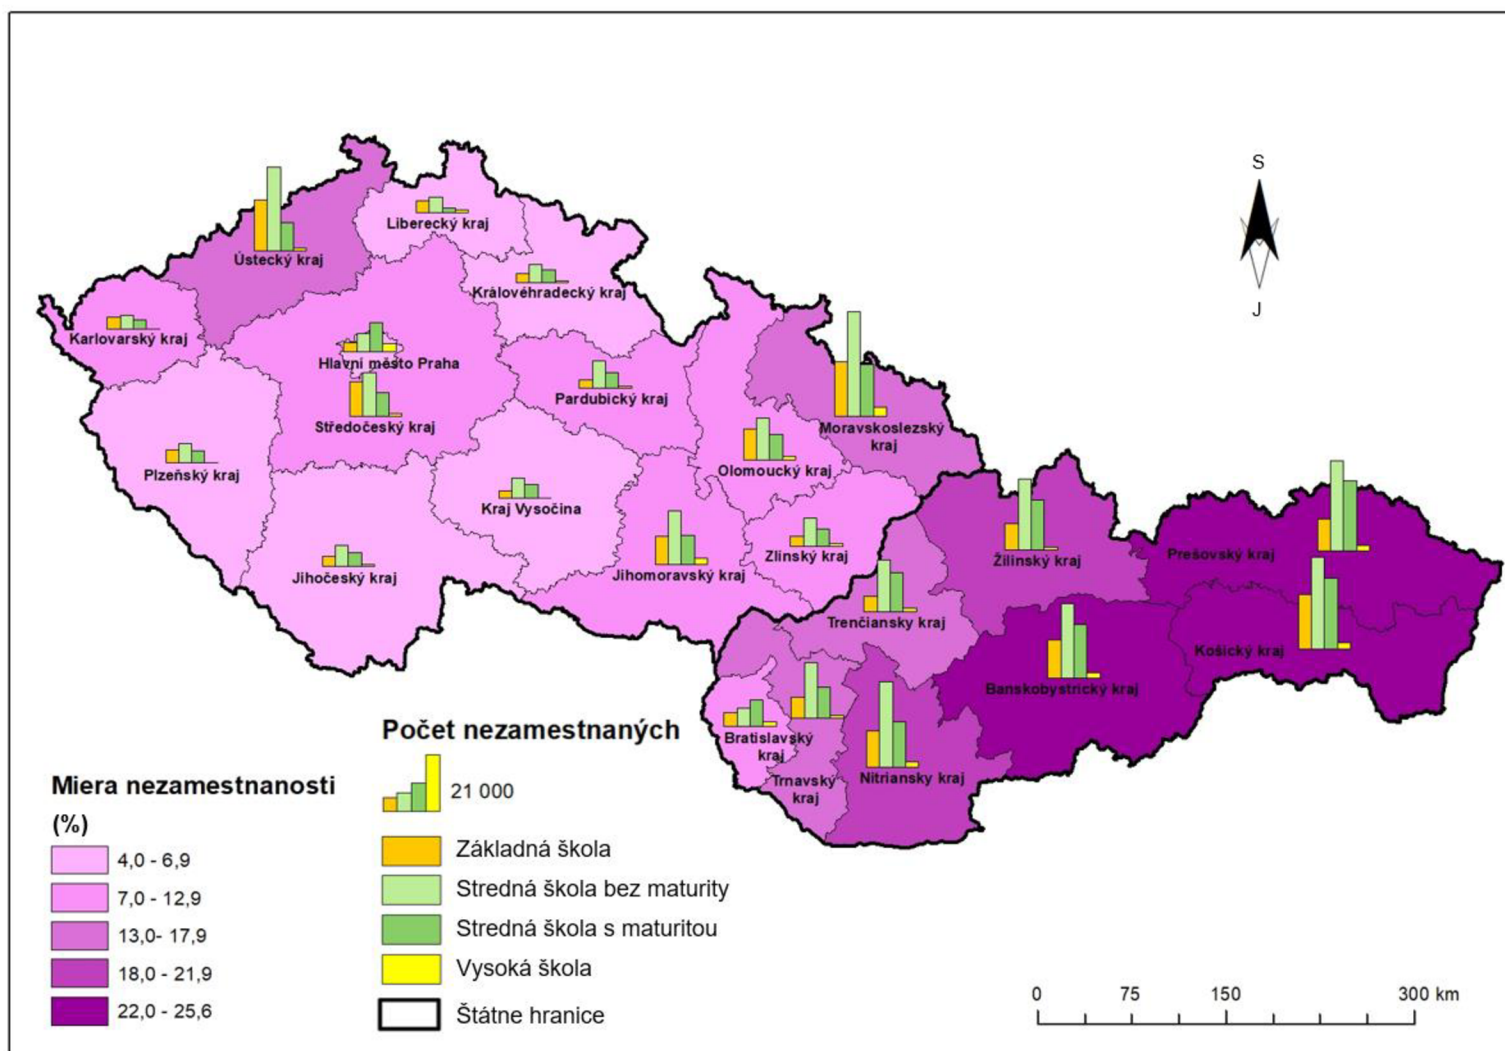 S
J
Liberecký kraj
Ústecký kraj
Královéhradecký kraj
Karlovarský kraj
Hlavní město Praha
Pardubický kraj
Středočeský kraj
Moravskoslezský
kraj
Plzeňský kraj
Olomoucký kraj
Kraj Vysočina
Zlínský kraj
Jihočeský kraj
Jihomoravský kraj
Žilinský kraj
Prešovský kraj
Trenčiansky kraj
Košický kraj
Banskobystrický kraj
Bratislavský
kraj
Trnavský
kraj
Nitriansky kraj
Miera nezamestnanosti
(%)
4,0 - 6,9
7,0 - 12,9
13,0- 17,9
18,0 - 21,9
22,0 - 25,6
Počet nezamestnaných
21 000
Základná škola
Stredná škola bez maturity
Stredná škola s maturitou
Vysoká škola
Štátne hranice
0 75 150 300 km